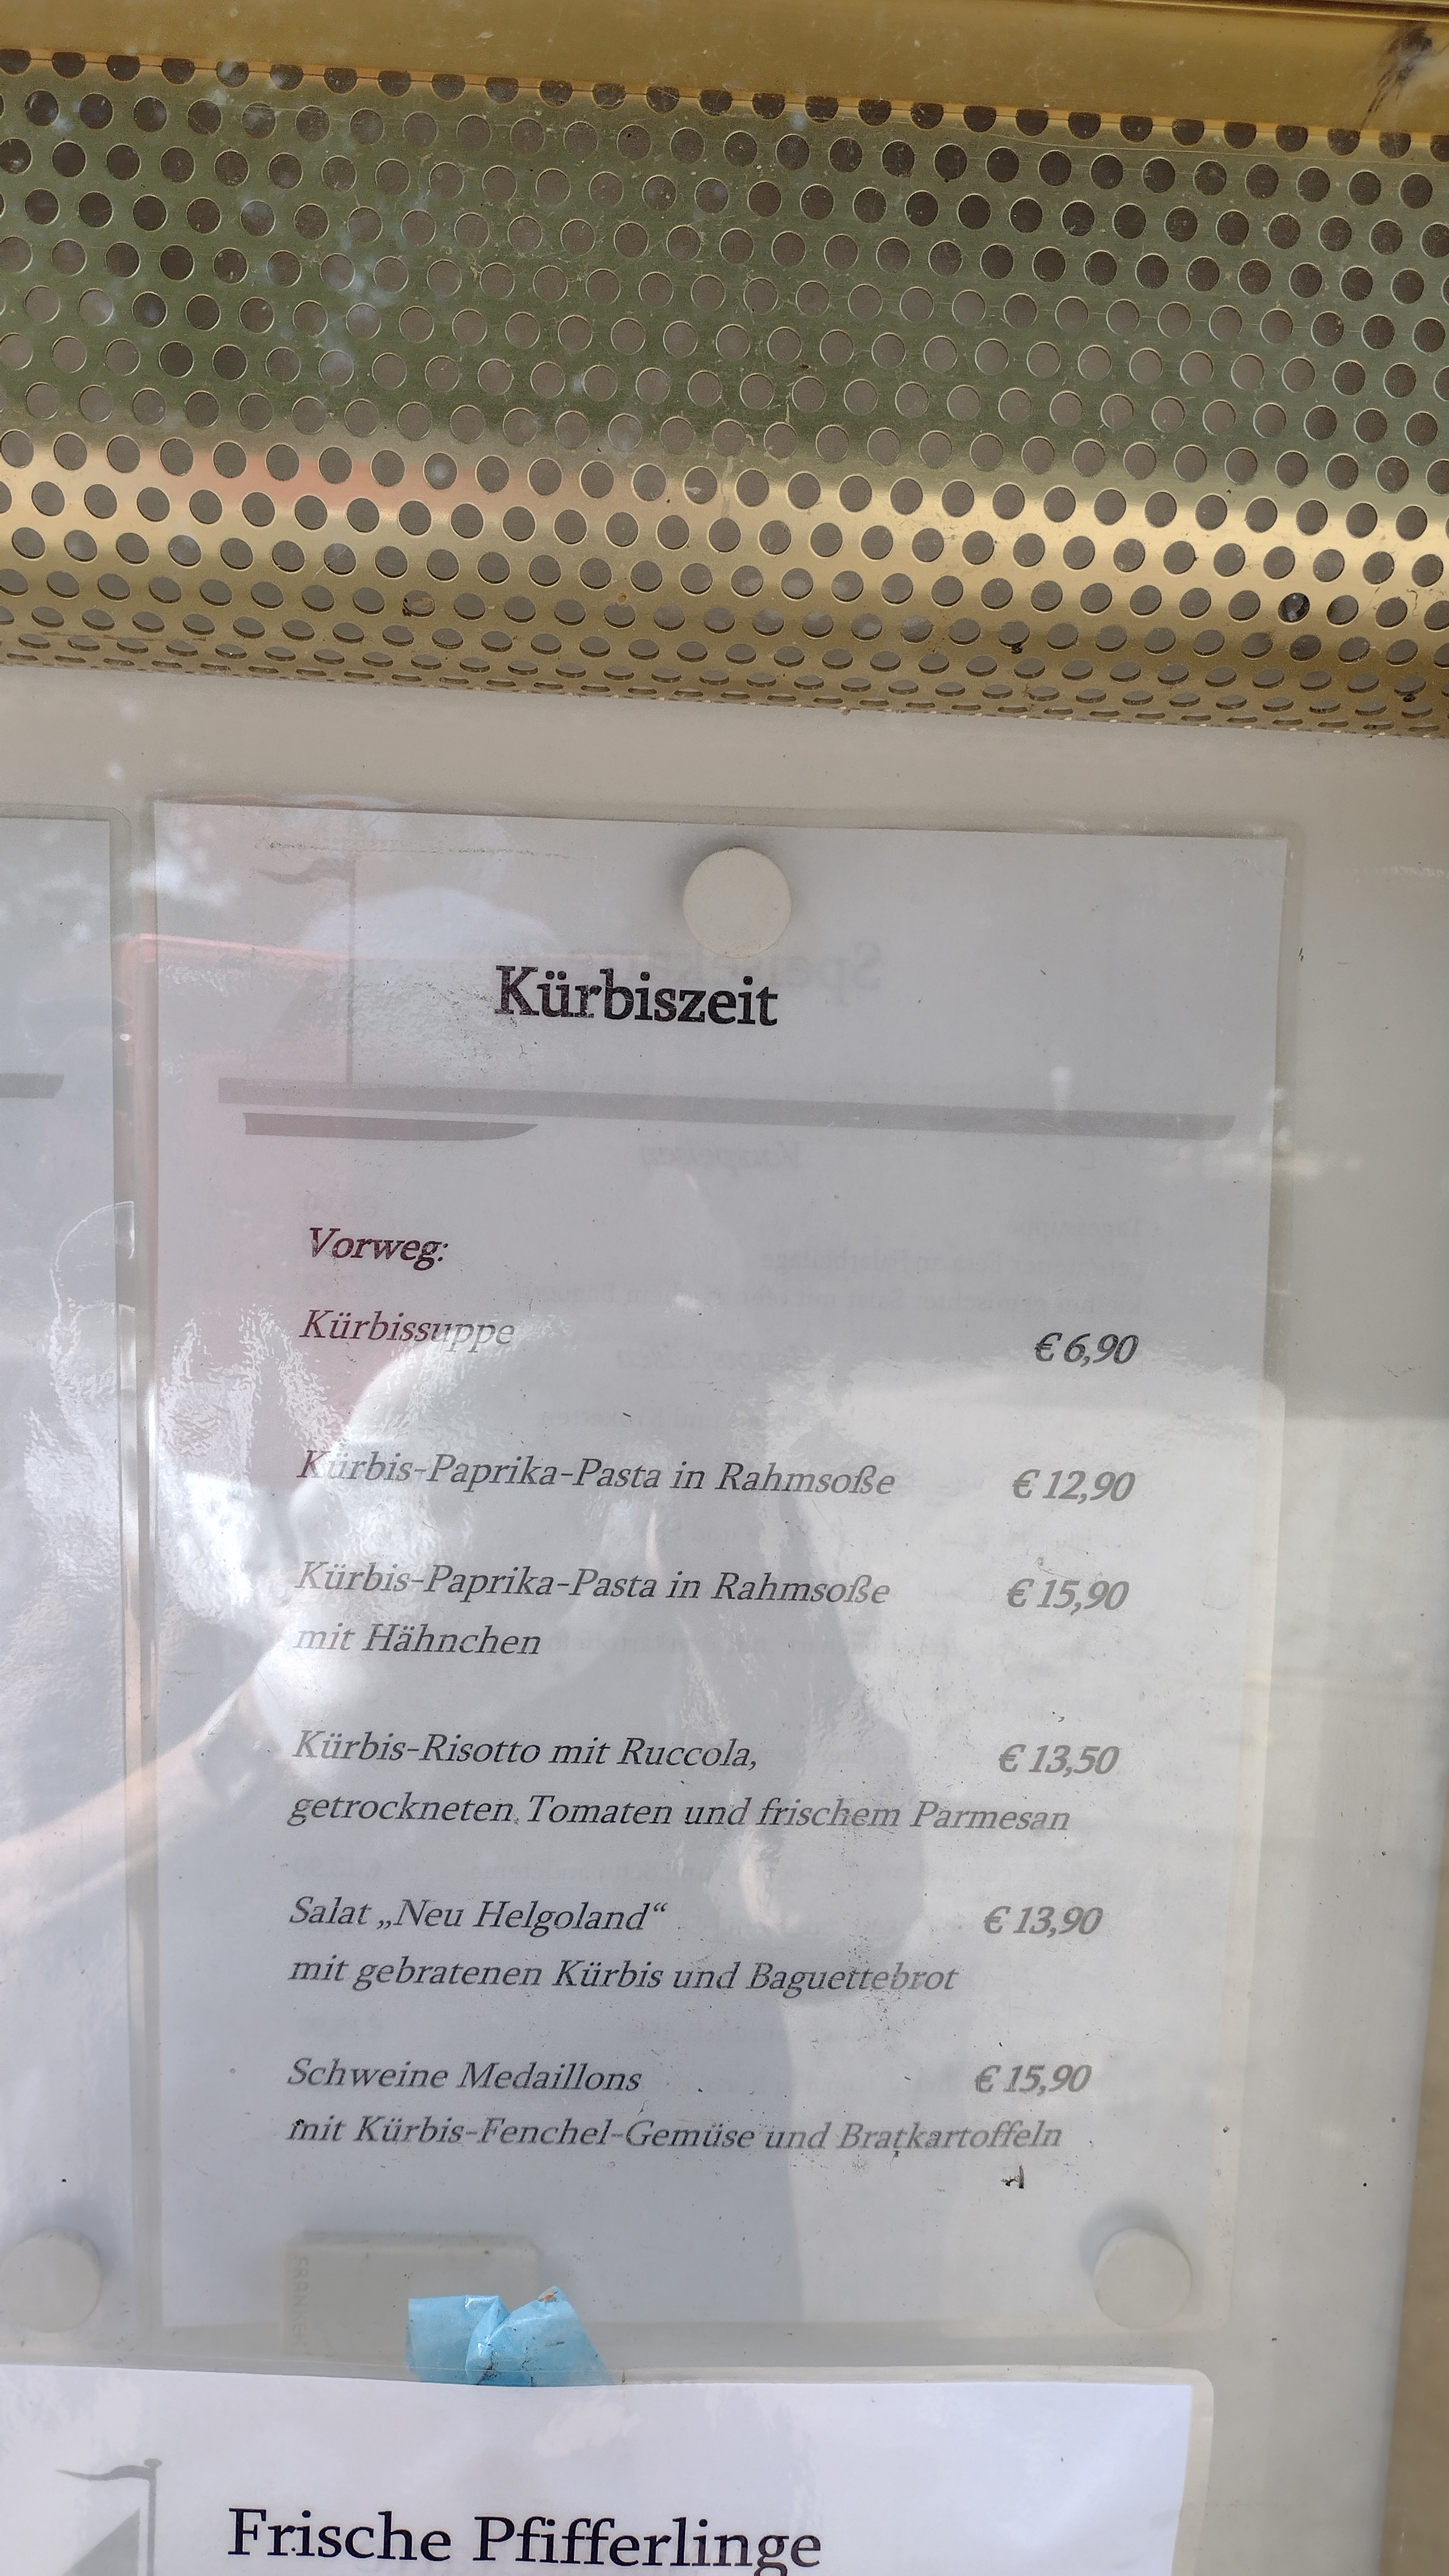 Kürbiszeit
Vorweg:
Kürbissuppe € 6,90
Kürbis-Paprika-Pasta in Rahmsoße € 12,90
Kürbis-Paprika-Pasta in Rahmsoße € 15,90
mit Hähnchen
Kürbis-Risotto mit Ruccola, € 13,50
getrockneten Tomaten und frischem Parmesan
Salat „Neu Helgoland“ € 13,90
mit gebratenen Kürbis und Baguettebrot
Schweine Medaillons € 15,90
mit Kürbis-Fenchel-Gemüse und Bratkartoffeln
Frische Pfifferlinge